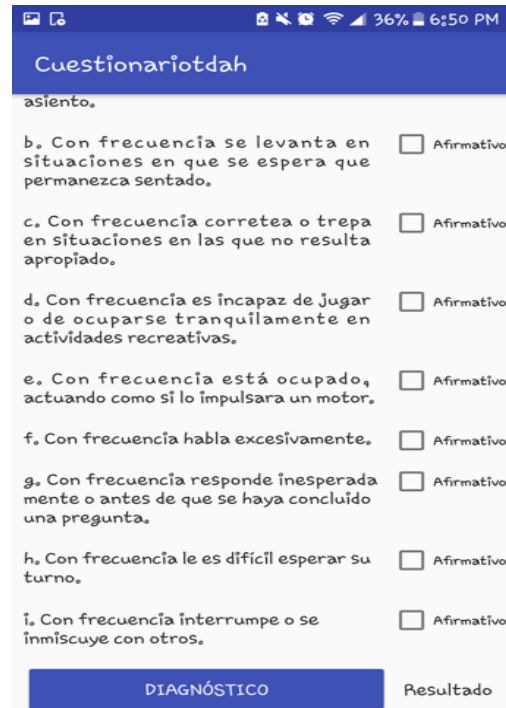 36% 6:50 PM
Cuestionariotdah
asiento.
b. Con frecuencia se levanta en
situaciones en que se espera que
permanezca sentado.
Afirmativo
c. Con frecuencia corretea o trepa
en situaciones en las que no resulta
apropiado.
Afirmativo
d. Con frecuencia es incapaz de jugar
o de ocuparse tranquilamente en
actividades recreativas.
Afirmativo
e. Con frecuencia está ocupado,
actuando como si lo impulsara un motor.
Afirmativo
f. Con frecuencia habla excesivamente.
Afirmativo
g. Con frecuencia responde inesperada
mente o antes de que se haya concluido
una pregunta.
Afirmativo
h. Con frecuencia le es difícil esperar su
turno.
Afirmativo
i. Con frecuencia interrumpe o se
inmiscuye con otros.
Afirmativo
DIAGNÓSTICO
Resultado